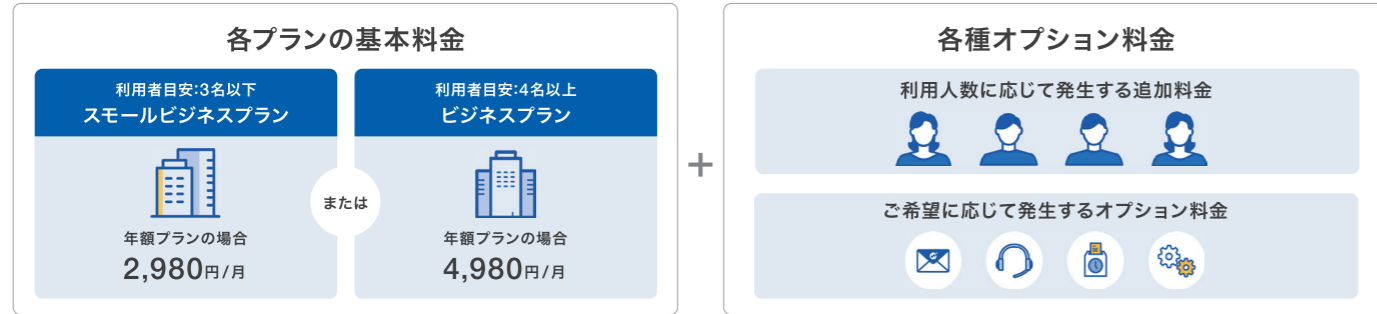 各プランの基本料金
利用者目安:3名以下
スモールビジネスプラン
年額プランの場合
2,980円/月
または
利用者目安:4名以上
ビジネスプラン
年額プランの場合
4,980円/月
+
各種オプション料金
利用人数に応じて発生する追加料金
ご希望に応じて発生するオプション料金